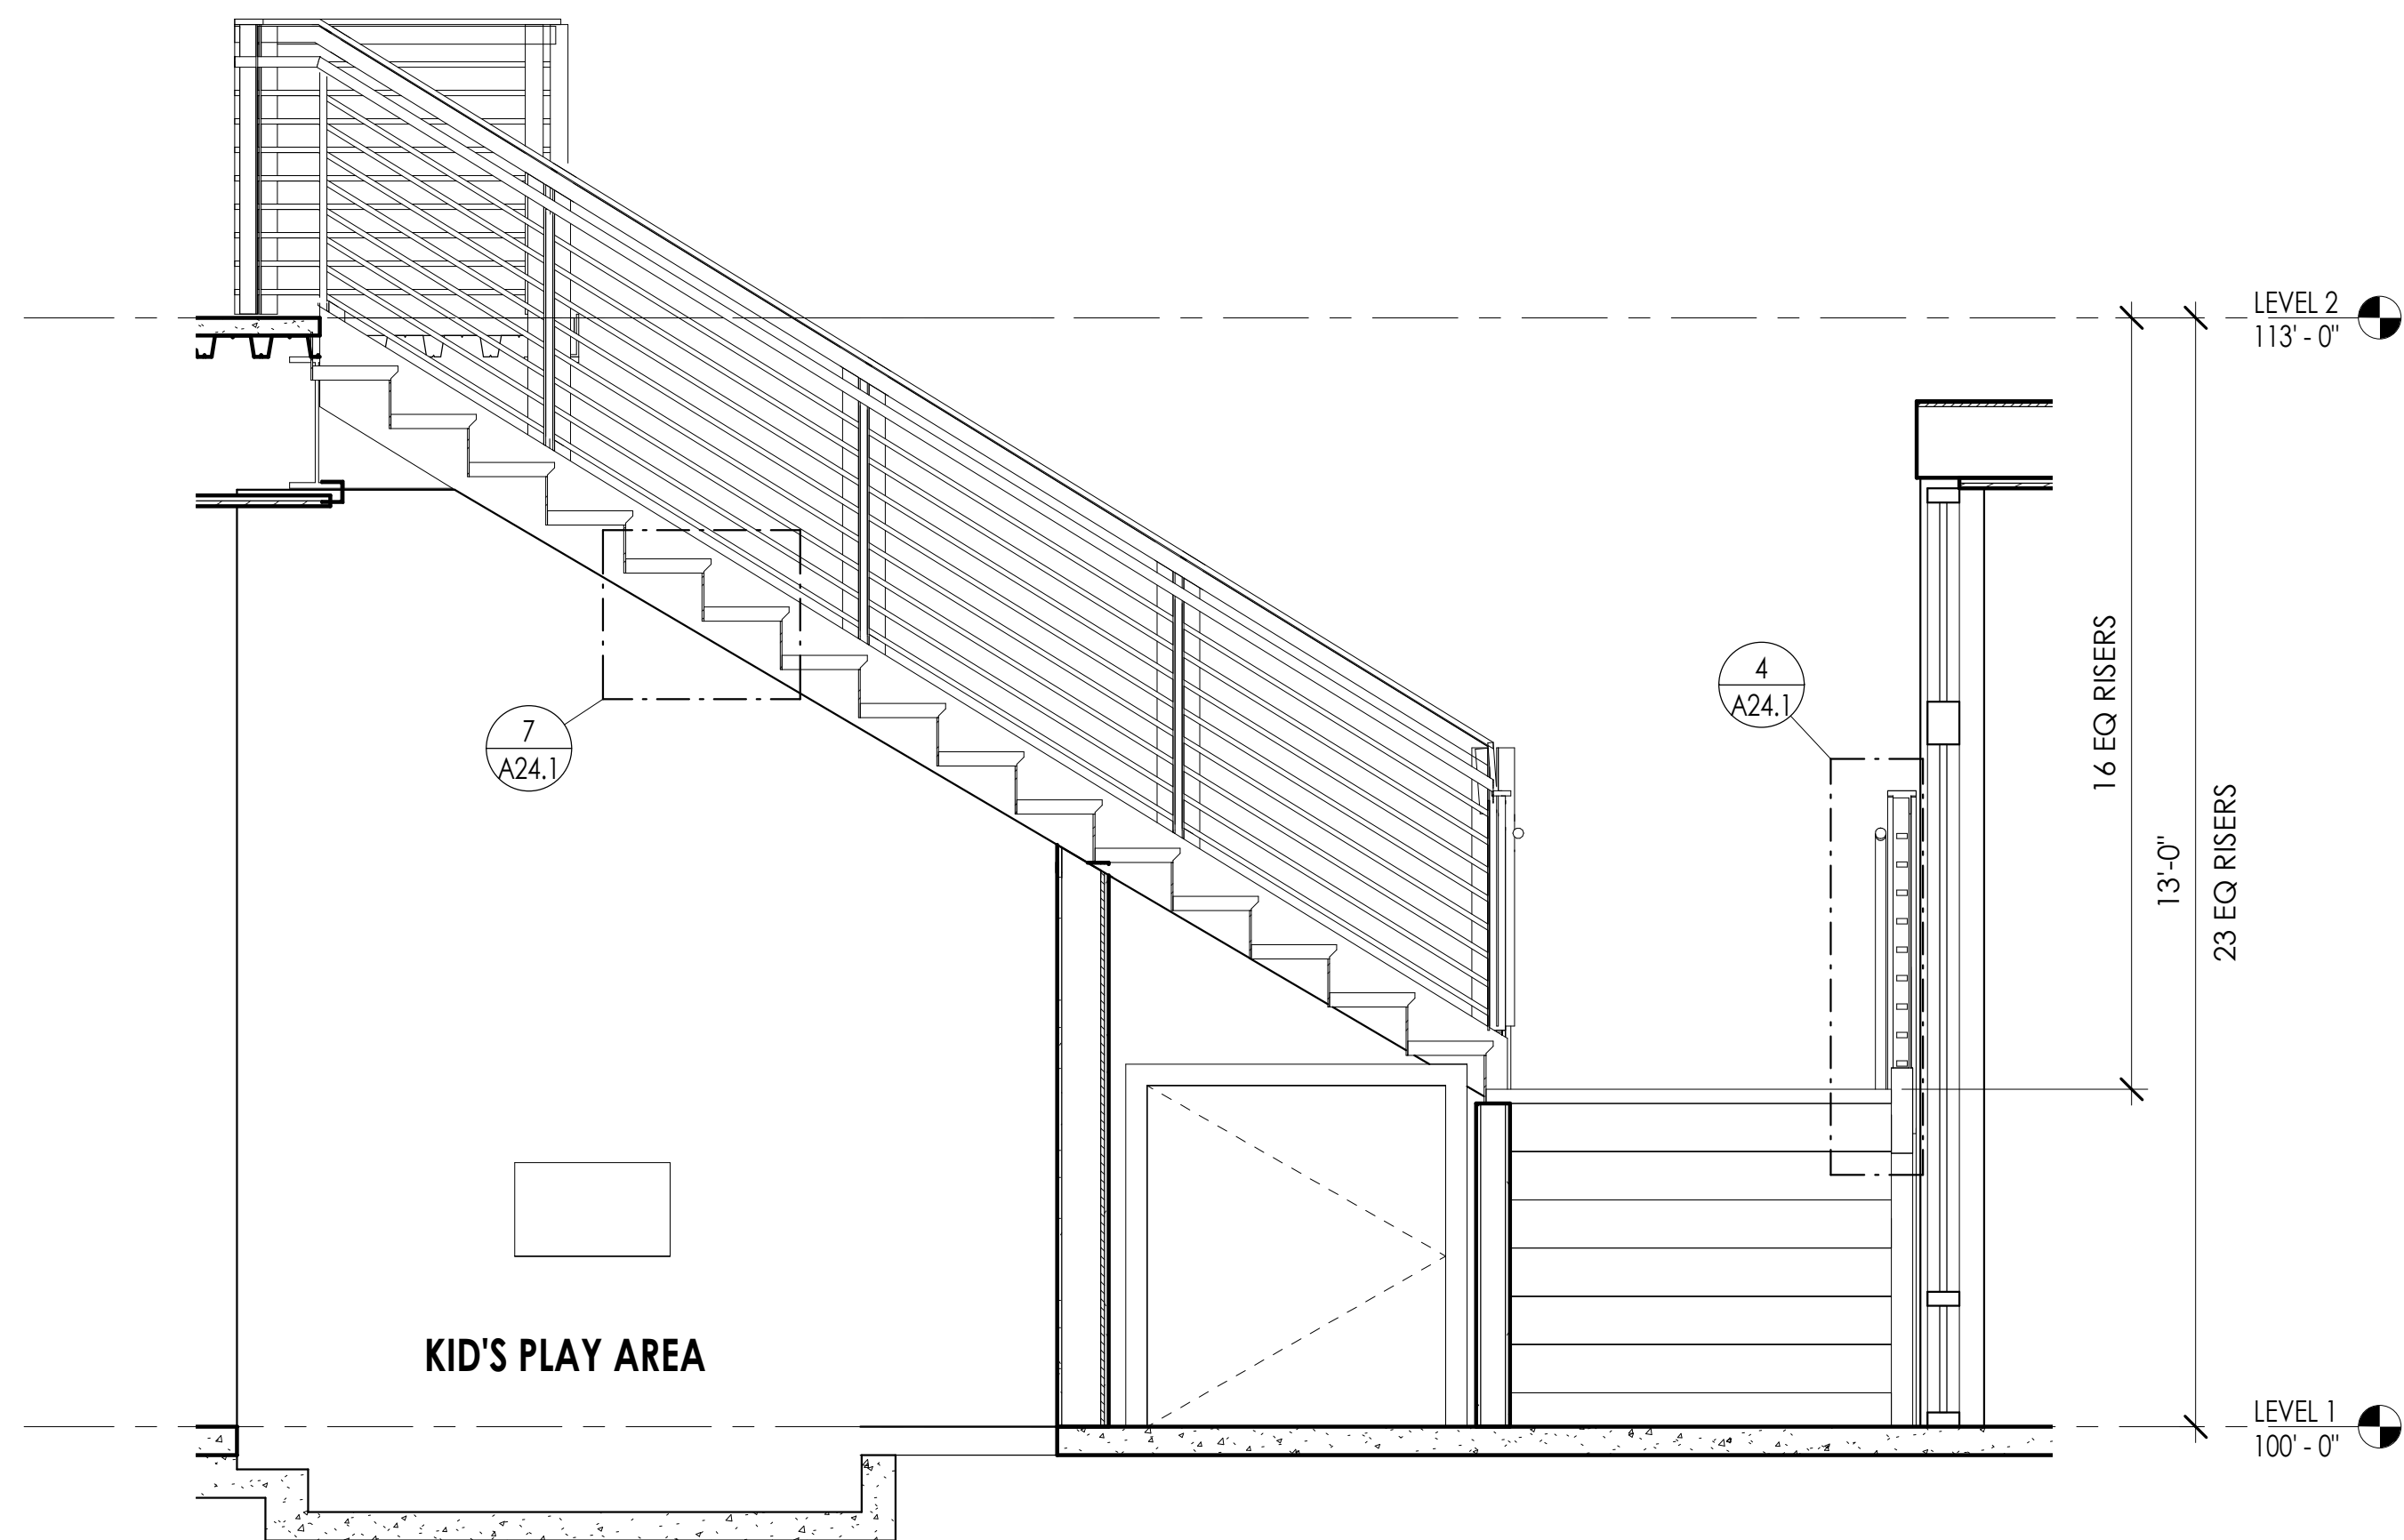 LEVEL 2
113' - 0"
16 EQ RISERS
4
A24.1
7
A24.1
13'-0"
23 EQ RISERS
KID'S PLAY AREA
LEVEL 1
100' - 0"